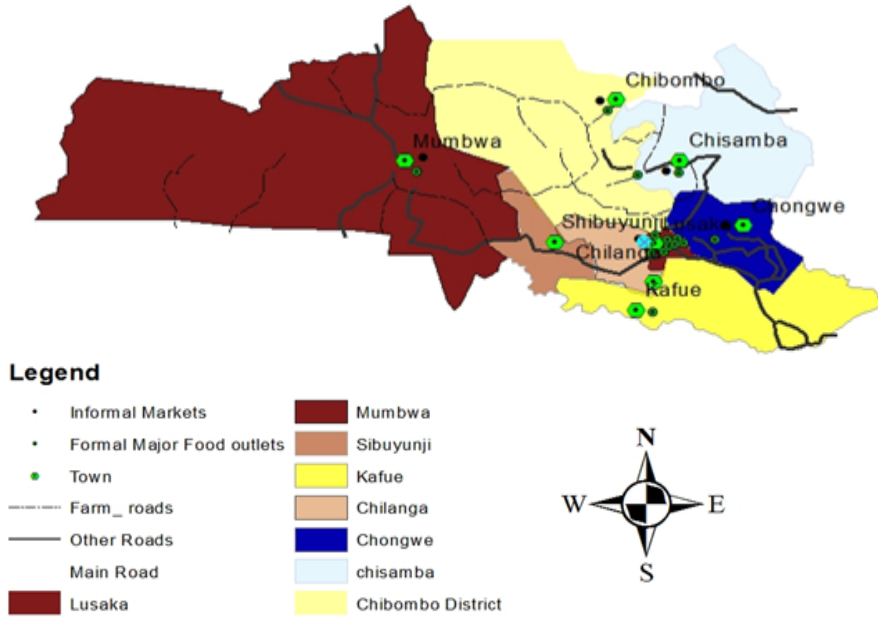 Chibombo
Mumbwa
Chisamba
Chongwe
Shibuyunji
Lusaka
Chilanga
Kafue
Legend
Informal Markets
Formal Major Food outlets
Town
Farm_ roads
Other Roads
Main Road
Lusaka
Mumbwa
Sibuyunji
Kafue
Chilanga
Chongwe
chisamba
Chibombo District
N
W E
S